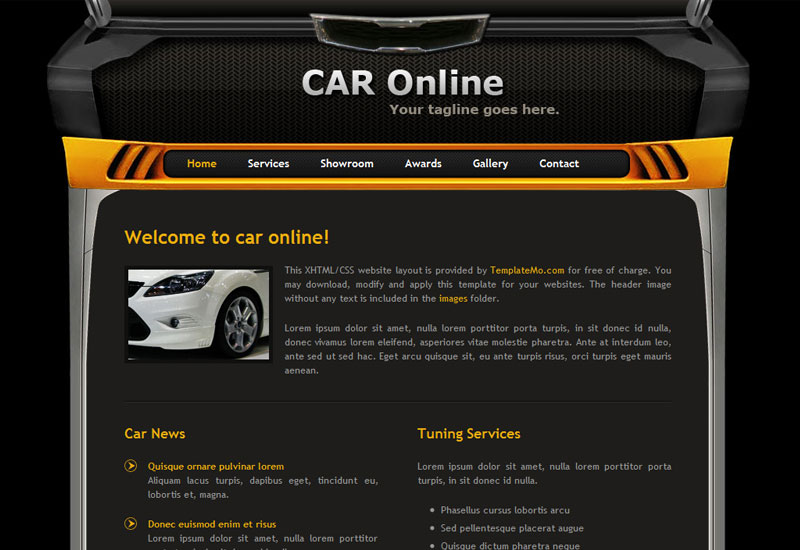 CAR Online
Your tagline goes here.
Home Services Showroom Awards Gallery Contact
Welcome to car online!
This XHTML/CSS website layout is provided by TemplateMo.com for free of charge. You
may download, modify and apply this template for your websites. The header image
without any text is included in the images folder.
Lorem ipsum dolor sit amet, nulla lorem porttitor porta turpis, in sit donec id nulla,
donec vivamus lorem eleifend, asperiores vitae molestie pharetra. Ante at interdum leo,
ante sed ut sed hac. Eget arcu quisque sit, eu ante turpis risus, orci turpis eget mauris
aenean.
Car News
Quisque ornare pulvinar lorem
Aliquam lacus turpis, dapibus eget, tincidunt eu,
lobortis et, magna.
Donec euismod enim et risus
Lorem ipsum dolor sit amet, nulla lorem porttitor
Tuning Services
Lorem ipsum dolor sit amet, nulla lorem porttitor porta
turpis, in sit donec id nulla.
Phasellus cursus lobortis arcu
Sed pellentesque placerat augue
Quisque dictum pharetra neque